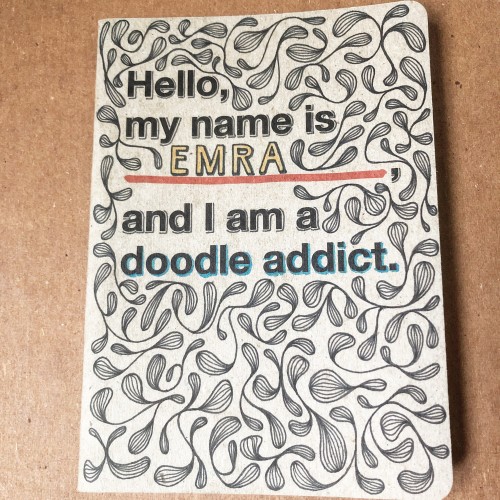 Hello,
my name is
EMRA,
and I am a
doodle addict.